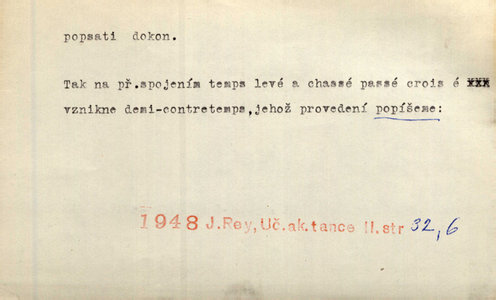 popsati dokon.
Tak na př.spojením temps levé a chassé passé crois é xxx
vznikne demi-contretemps,jehož provedení popíšeme:
1948 J.Rey,Uč.ak.tance II.str 32,6